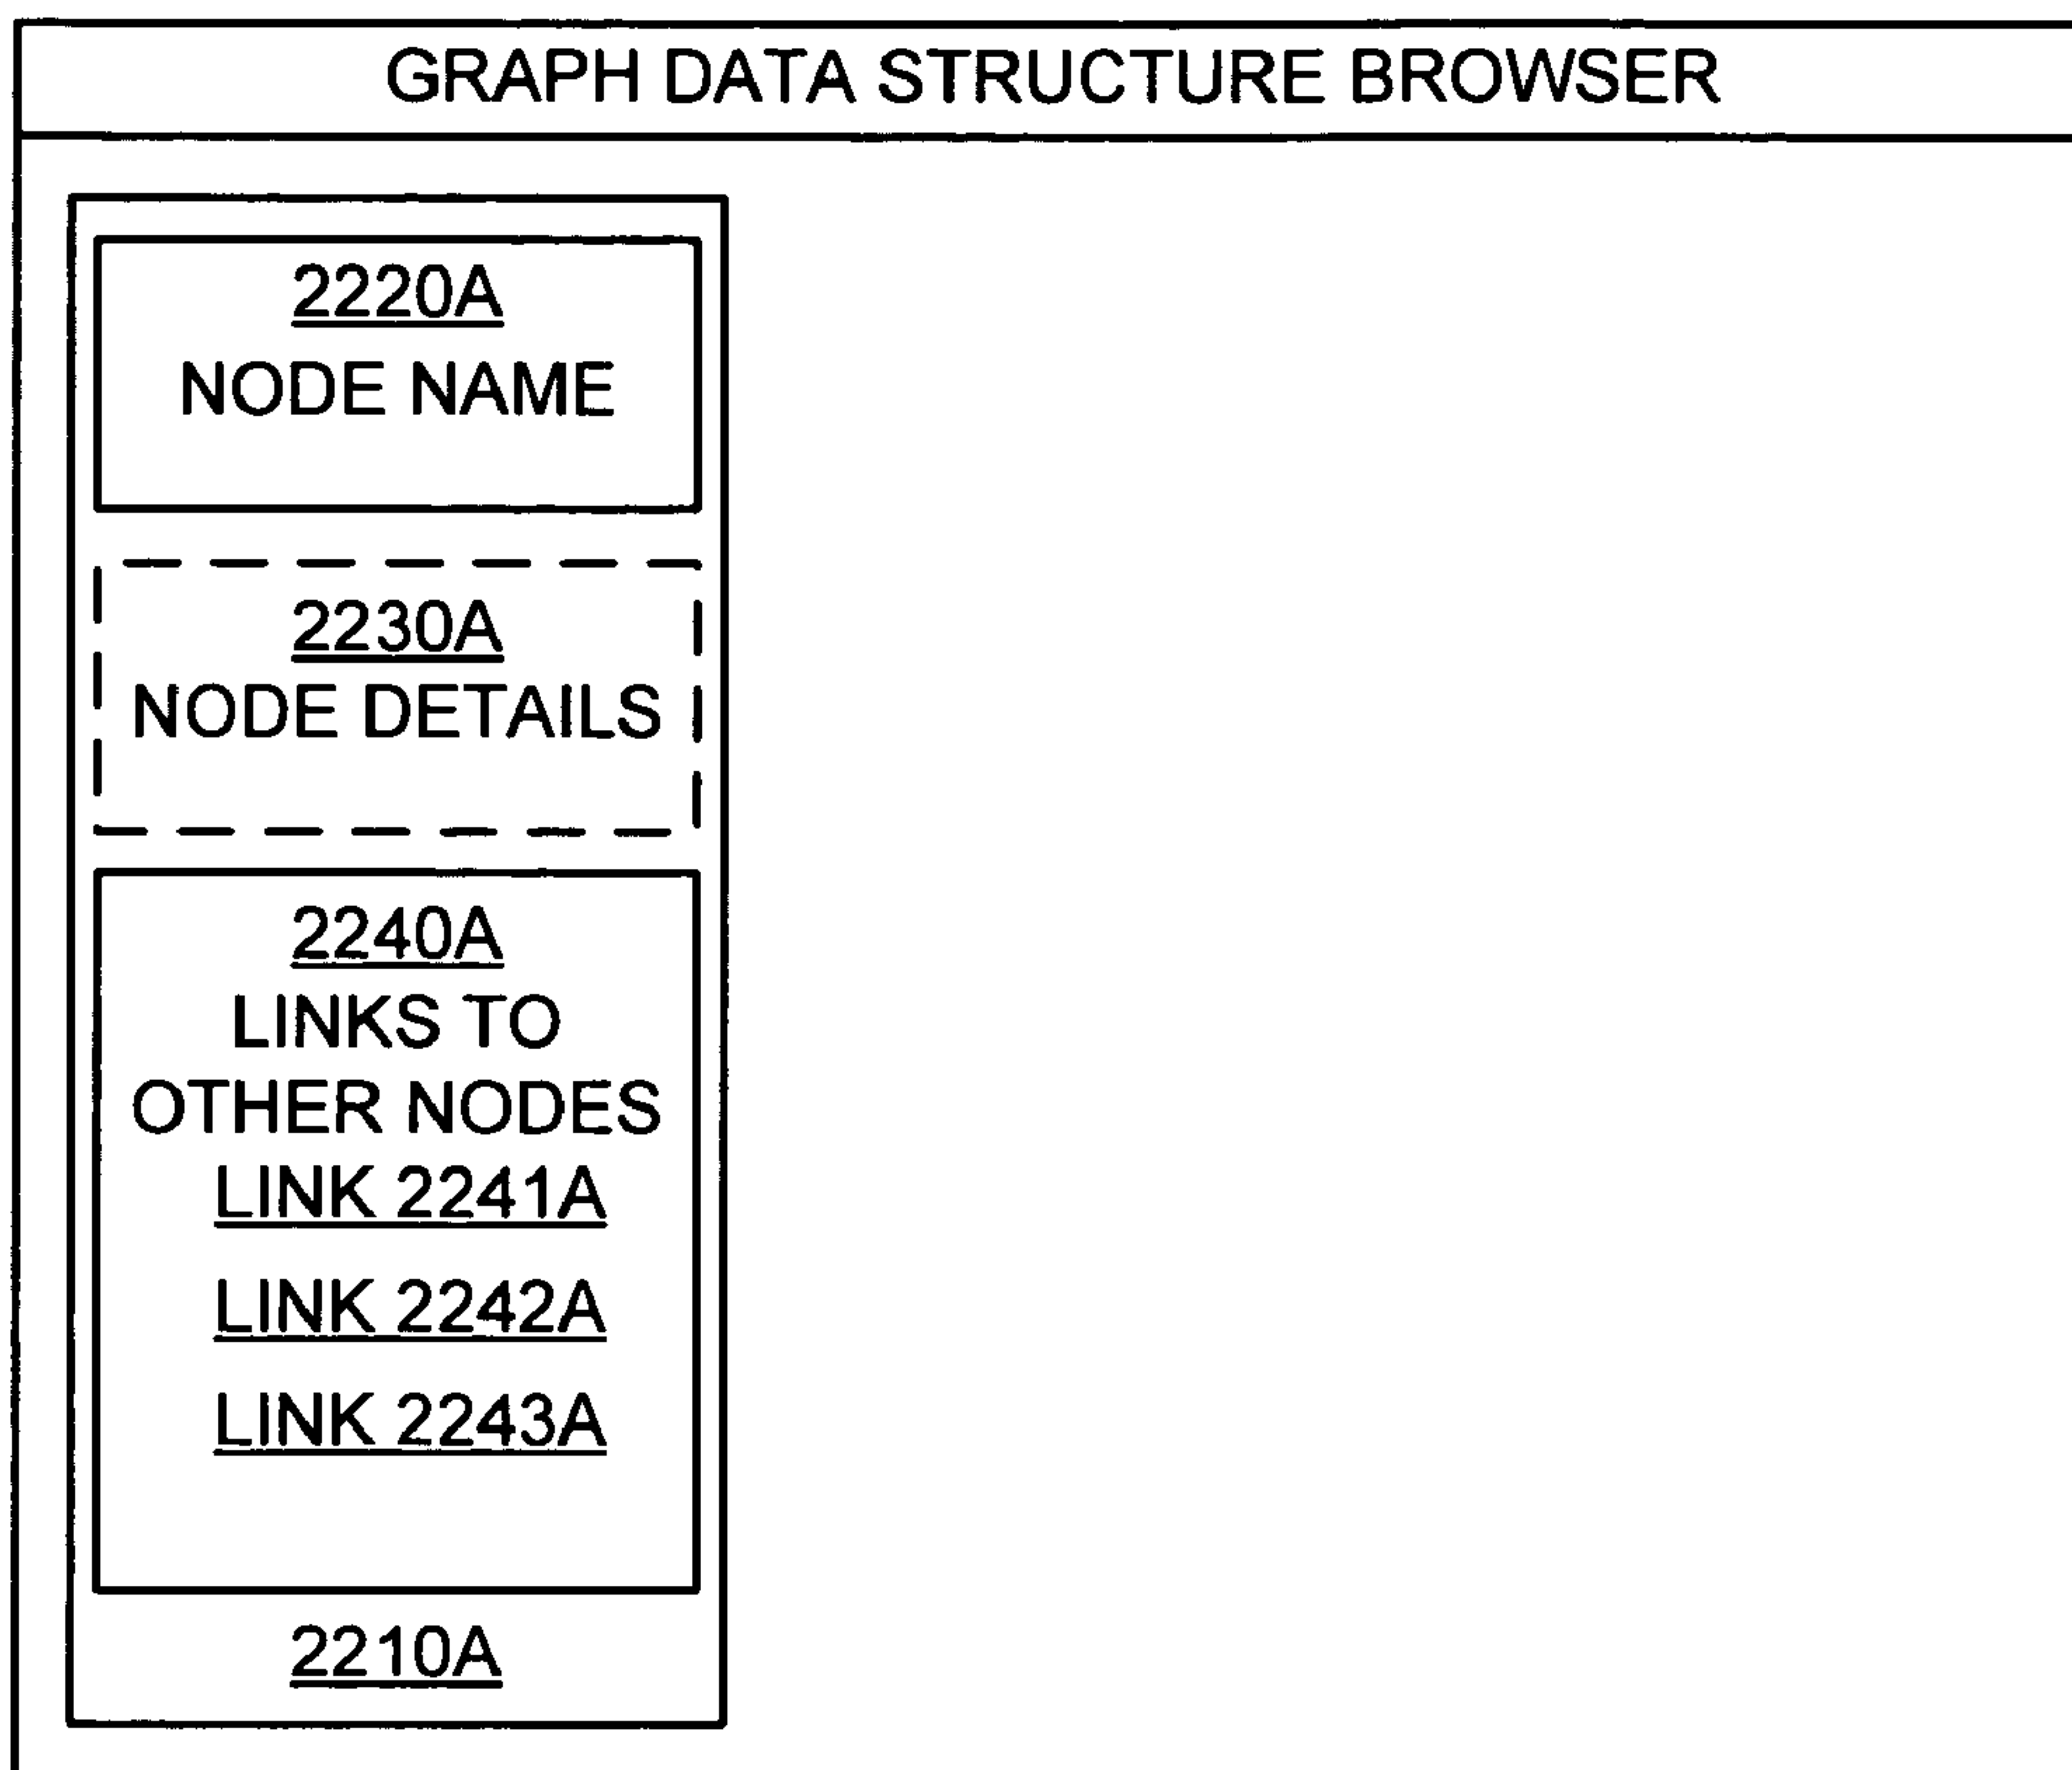 GRAPH DATA STRUCTURE BROWSER
2220A
NODE NAME
2230A
NODE DETAILS
2240A
LINKS TO
OTHER NODES
LINK 2241A
LINK 2242A
LINK 2243A
2210A